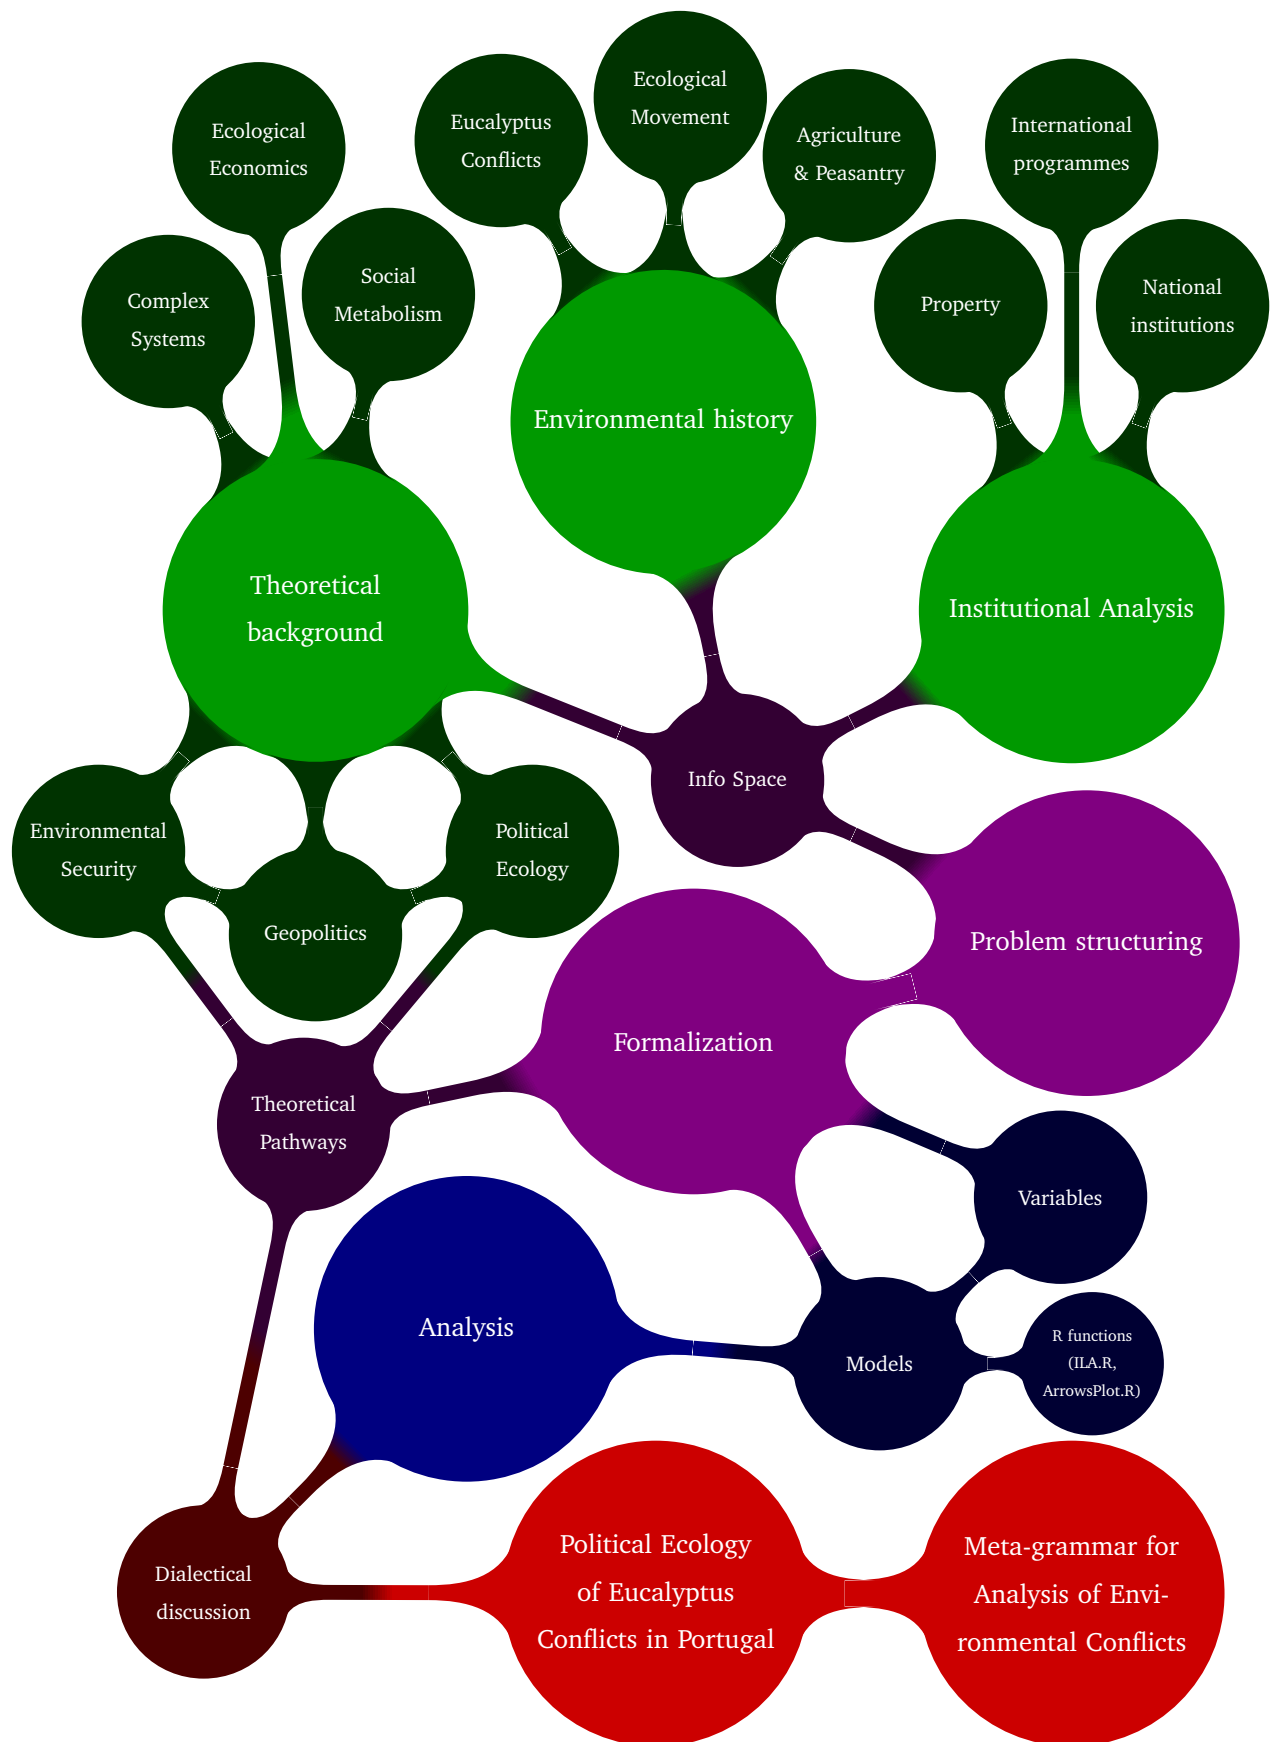 Ecological
Movement
Eucalyptus
Conflicts
Agriculture
& Peasantry
International
programmes
Ecological
Economics
Complex
Systems
Social
Metabolism
Property
National
institutions
Environmental history
Theoretical
background
Institutional Analysis
Info Space
Environmental
Security
Political
Ecology
Geopolitics
Problem structuring
Formalization
Theoretical
Pathways
Variables
Analysis
Models
R functions
(ILA.R,
ArrowsPlot.R)
Dialectical
discussion
Political Ecology
of Eucalyptus
Conflicts in Portugal
Meta-grammar for
Analysis of Envi-
ronmental Conflicts